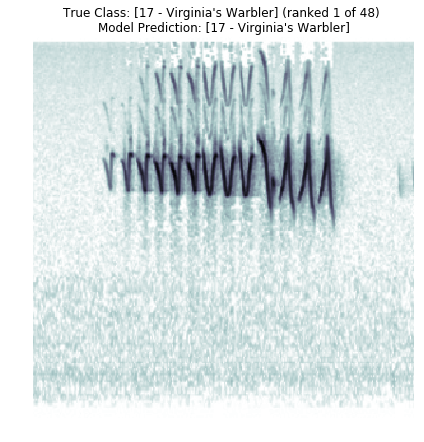 True Class: [17 - Virginia's Warbler] (ranked 1 of 48)
Model Prediction: [17 - Virginia's Warbler]